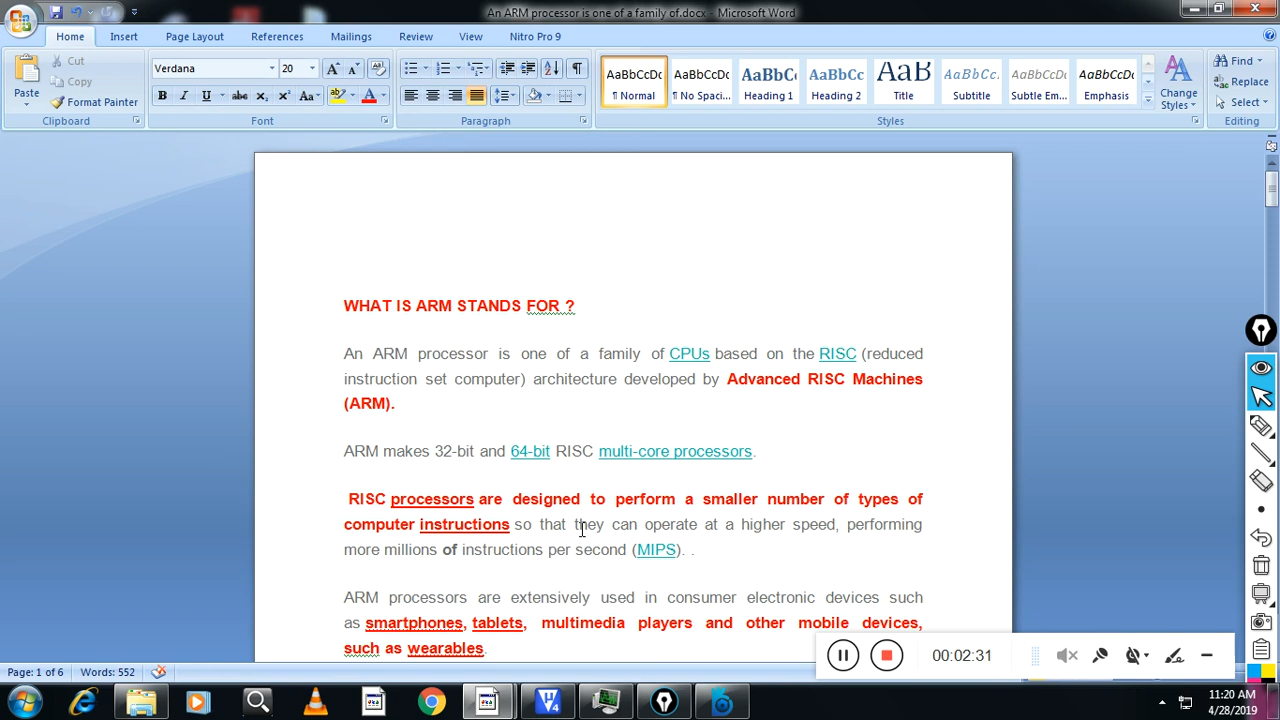 An ARM processor is one of a family of.docx - Microsoft Word
Home Insert Page Layout References Mailings Review View Nitro Pro 9
Paste
Cut
Copy
Format Painter
Clipboard
Verdana 20
Font
Paragraph
AaBbCcDc AaBbCcDc AaBbCc AaBbCc AaB AaBbCc. AaBbCcDc AaBbCcDc
¶ Normal ¶ No Spaci... Heading 1 Heading 2 Title Subtitle Subtle Em... Emphasis
Change Styles
Styles
Find
Replace
Select
Editing
WHAT IS ARM STANDS FOR ?
An ARM processor is one of a family of CPUs based on the RISC (reduced
instruction set computer) architecture developed by Advanced RISC Machines
(ARM).
ARM makes 32-bit and 64-bit RISC multi-core processors.
RISC processors are designed to perform a smaller number of types of
computer instructions so that they can operate at a higher speed, performing
more millions of instructions per second (MIPS). .
ARM processors are extensively used in consumer electronic devices such
as smartphones, tablets, multimedia players and other mobile devices,
such as wearables.
00:02:31
Page: 1 of 6 Words: 552
11:20 AM
4/28/2019